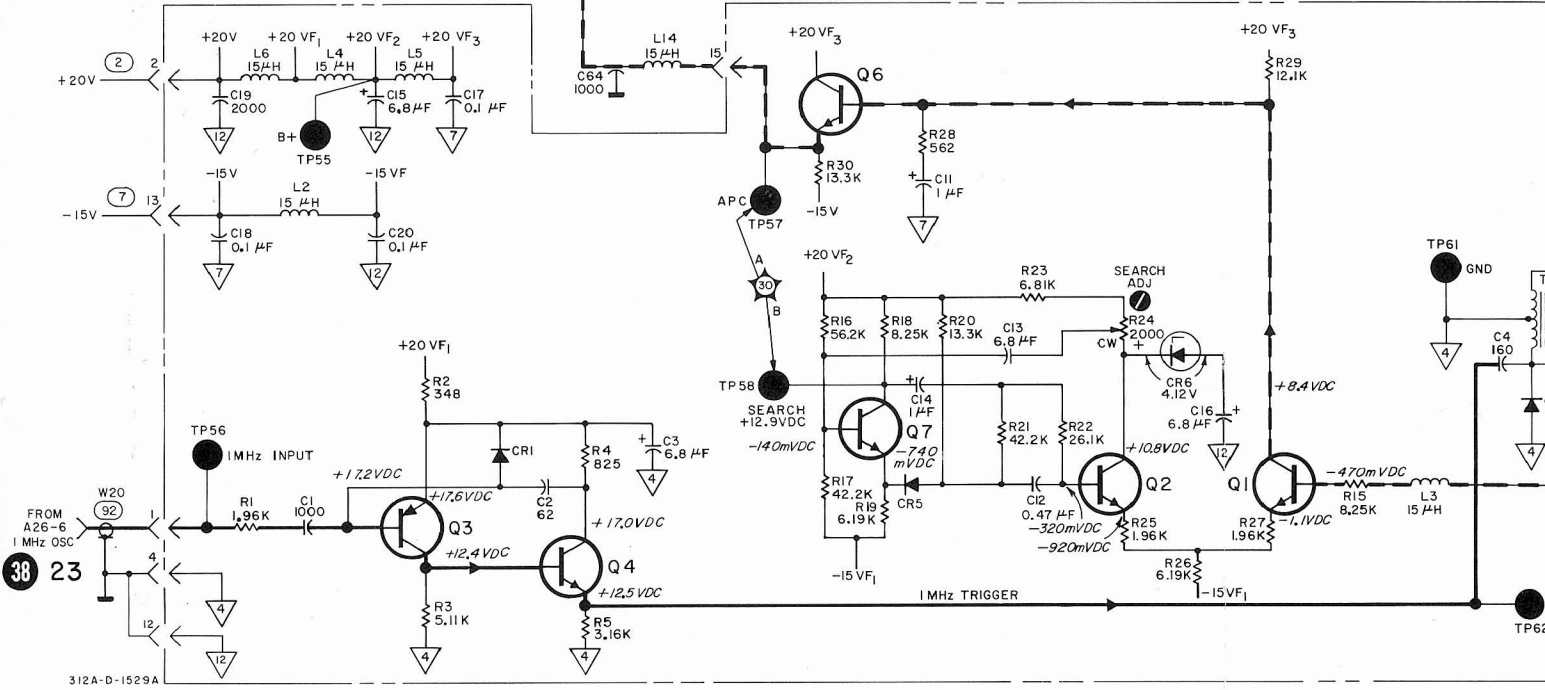 +20V
+20 VF1
+20 VF2
+20 VF3
L6
15 μH
L4
15 μH
L5
15 μH
+20V
2
2
C19
2000
+
C15
6.8 μF
C17
0.1 μF
12
B+
TP55
12
7
-15V
L2
15 μH
-15 VF
-15V
7
13
C18
0.1 μF
C20
0.1 μF
7
12
L14
15 μH
15
C64
1000
+20 VF3
Q6
R28
562
R30
13.3K
-15V
+
C11
1 μF
7
APC
TP57
A
30
B
+20 VF3
R29
12.1K
+20 VF2
R23
6.81K
SEARCH
ADJ
R16
56.2K
R18
8.25K
R20
13.3K
C13
6.8 μF
R24
2000
CW
+
CR6
4.12V
C16
6.8 μF
+
12
TP58
SEARCH
+12.9VDC
+
C14
1 μF
Q7
-140mVDC
-740
mVDC
R21
42.2K
R22
26.1K
+10.8VDC
Q2
R17
42.2K
R19
6.19K
CR5
C12
0.47 μF
-320mVDC
-920mVDC
R25
1.96K
-15 VF1
+8.4VDC
Q1
-470mVDC
R15
8.25K
L3
15 μH
-1.1VDC
R27
1.96K
R26
6.19K
-15VF1
TP61
GND
4
C4
160
T
4
TP62
+20 VF1
R2
348
TP56
1MHz INPUT
CR1
R4
825
+
C3
6.8 μF
4
+17.2VDC
+17.6VDC
C2
62
+17.0VDC
W20
92
FROM
A26-6
1 MHz OSC
38 23
1
R1
1.96K
C1
1000
Q3
+12.4VDC
Q4
+12.5VDC
4
4
12
12
R3
5.11K
4
R5
3.16K
4
1 MHz TRIGGER
312A-D-1529A